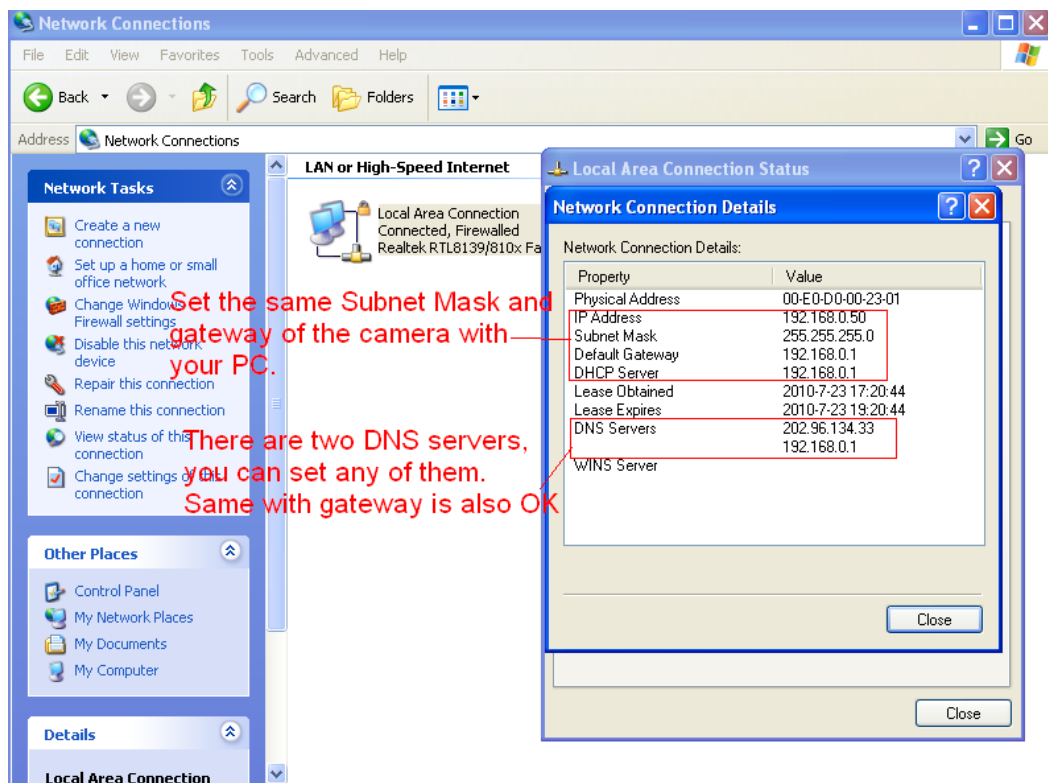 Network Connections
File Edit View Favorites Tools Advanced Help
Back Search Folders
Address Network Connections Go
Network Tasks
Create a new
connection
Set up a home or small
office network
Change Windows
Firewall settings
Disable this network
device
Repair this connection
Rename this connection
View status of this
connection
Change settings of this
connection
Other Places
Control Panel
My Network Places
My Documents
My Computer
Details
Local Area Connection
LAN or High-Speed Internet
Local Area Connection
Connected, Firewalled
Realtek RTL8139/810x Fa
Set the same Subnet Mask and
gateway of the camera with
your PC.
There are two DNS servers,
you can set any of them.
Same with gateway is also OK
Local Area Connection Status
Network Connection Details
Network Connection Details:
Property Value
Physical Address 00-E0-D0-00-23-01
IP Address 192.168.0.50
Subnet Mask 255.255.255.0
Default Gateway 192.168.0.1
DHCP Server 192.168.0.1
Lease Obtained 2010-7-23 17:20:44
Lease Expires 2010-7-23 19:20:44
DNS Servers 202.96.134.33
192.168.0.1
WINS Server
Close
Close